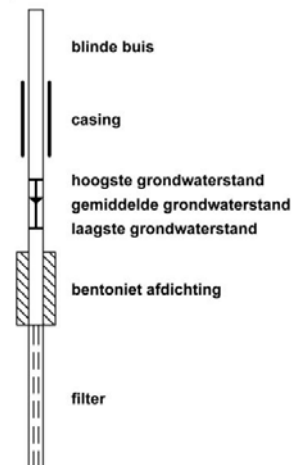 blinde buis
casing
hoogste grondwaterstand
gemiddelde grondwaterstand
laagste grondwaterstand
bentoniet afdichting
filter